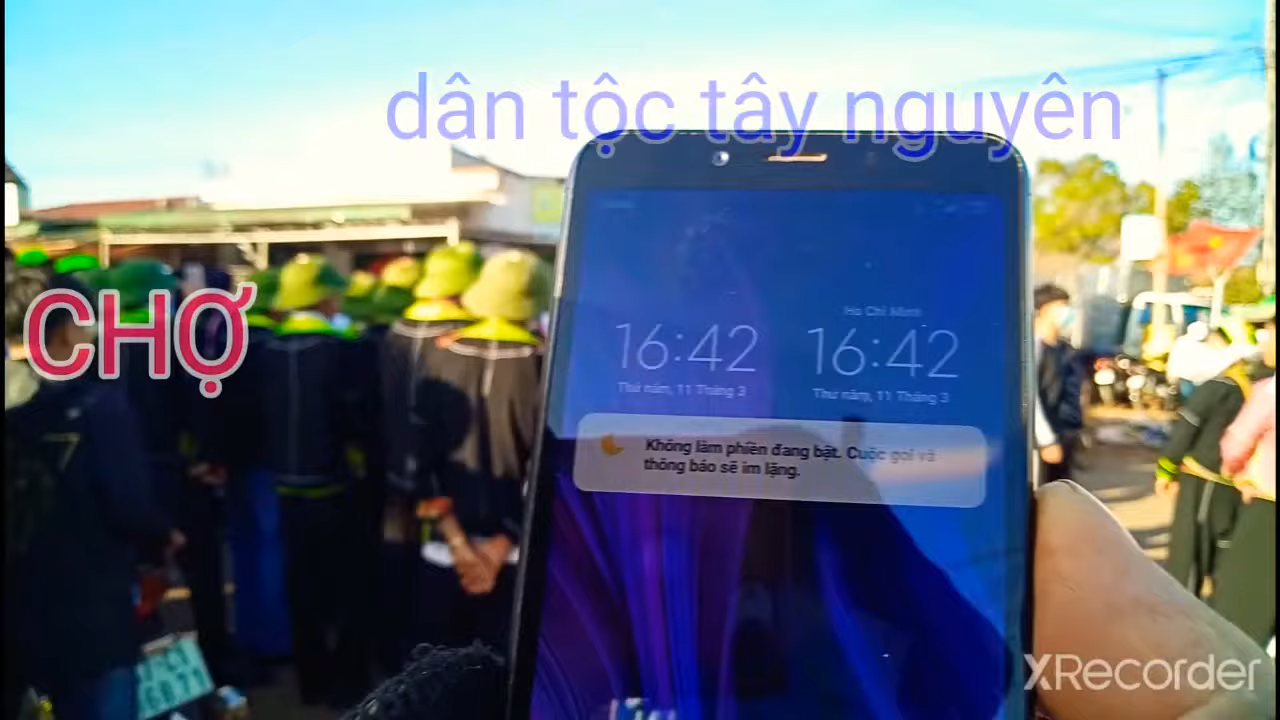 dân tộc tây nguyên
CHỢ
Ho Chi Minh
16:42 16:42
Thứ năm, 11 Tháng 3 Thứ năm, 11 Tháng 3
Không làm phiền đang bật. Cuộc gọi và
thông báo sẽ im lặng.
XRecorder